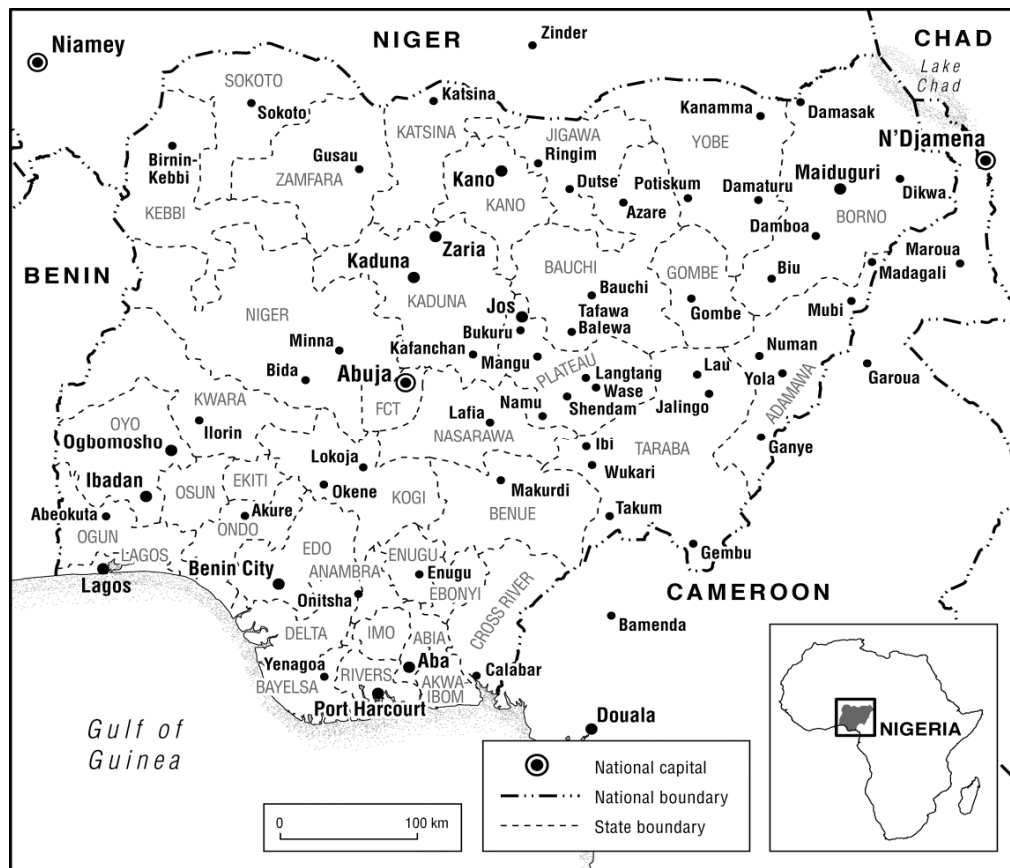 NIGER
Zinder
CHAD
Niamey
Lake
Chad
SOKOTO
Sokoto
Katsina
KATSINA
Kanamma
Damasak
JIGAWA
Ringim
YOBE
N'Djamena
Birnin-
Kebbi
Gusau
ZAMFARA
Kano
KANO
Dutse
Potiskum
Azare
Damaturu
Maiduguri
Dikwa
BORNO
KEBBI
Damboa
Zaria
Kaduna
KADUNA
BENIN
BAUCHI
Bauchi
GOMBE
Gombe
Biu
Maroua
Madagali
Mubi
NIGER
Jos
Bukuru
Tafawa
Balewa
Minna
Kafanchan
Mangu
PLATEAU
Numan
Bida
Abuja
FCT
Langtang
Wase
Shendam
Lau
Jalingo
Yola
ADAMAWA
Garoua
KWARA
Ilorin
OYO
Ogbomosho
Lafia
NASARAWA
Namu
Ibi
TARABA
Ganye
Ibadan
OSUN
EKITI
Lokoja
Okene
KOGI
Makurdi
BENUE
Wukari
Takum
Abeokuta
OGUN
Akure
ONDO
LAGOS
Lagos
EDO
Benin City
ANAMBRA
Onitsha
ENUGU
Enugu
EBONYI
CROSS RIVER
Gembu
CAMEROON
Bamenda
DELTA
IMO
ABIA
Aba
Yenagoa
BAYELSA
RIVERS
Port Harcourt
AKWA-
IBOM
Calabar
Douala
Gulf of
Guinea
0 100 km
National capital
National boundary
State boundary
NIGERIA